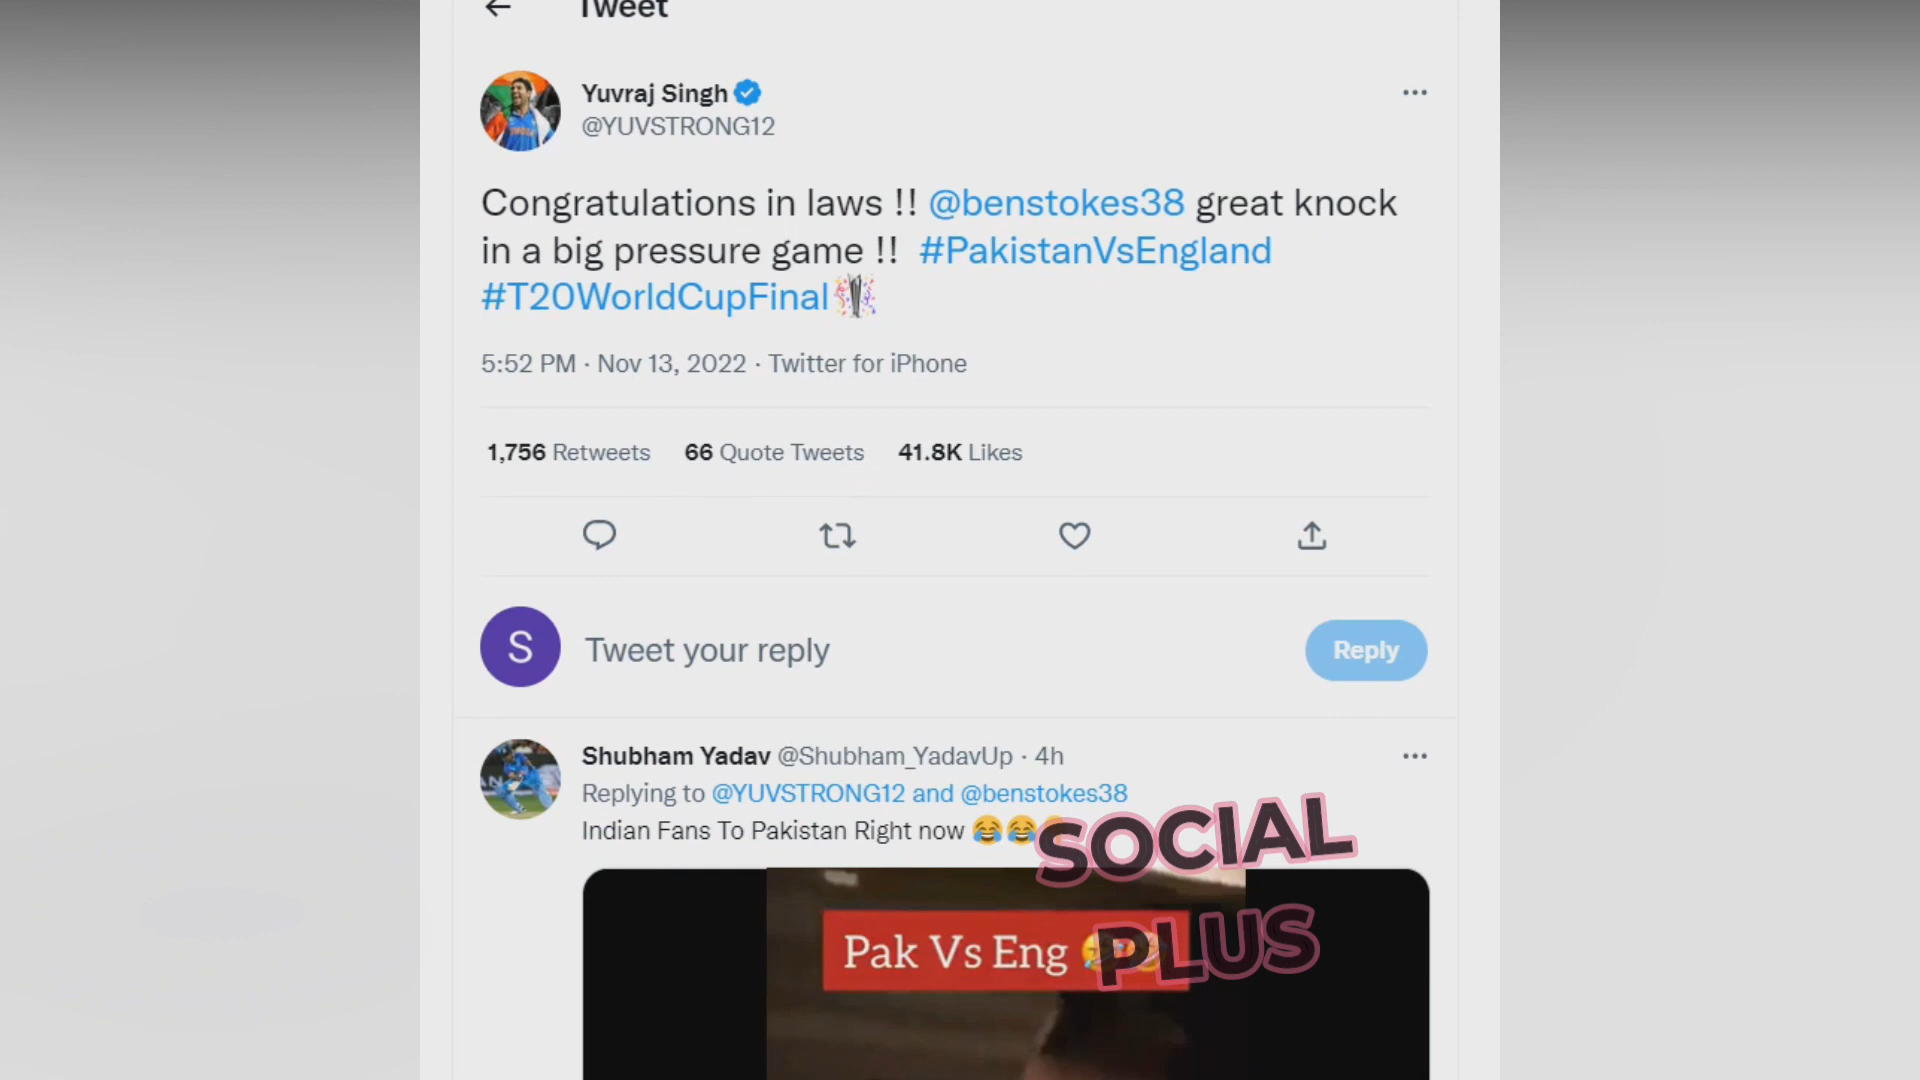 Tweet
Yuvraj Singh
@YUVSTRONG12
Congratulations in laws !! @benstokes38 great knock
in a big pressure game !! #PakistanVsEngland
#T20WorldCupFinal
5:52 PM · Nov 13, 2022 · Twitter for iPhone
1,756 Retweets 66 Quote Tweets 41.8K Likes
S
Tweet your reply
Reply
Shubham Yadav @Shubham_YadavUp · 4h
Replying to @YUVSTRONG12 and @benstokes38
Indian Fans To Pakistan Right now 😂😂
SOCIAL
PLUS
Pak Vs Eng